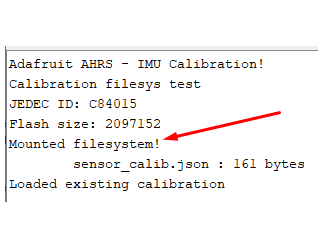 Adafruit AHRS - IMU Calibration!
Calibration filesys test
JEDEC ID: C84015
Flash size: 2097152
Mounted filesystem!
        sensor_calib.json : 161 bytes
Loaded existing calibration